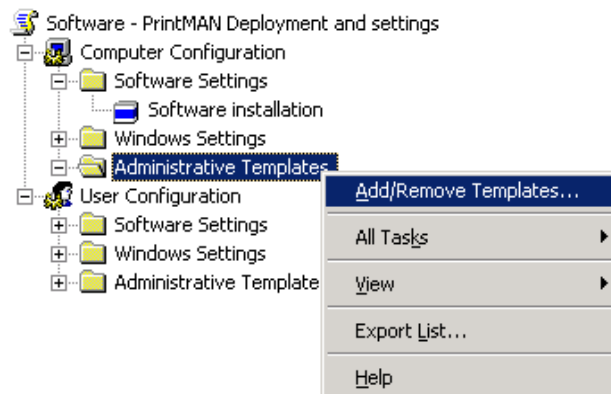 Software - PrintMAN Deployment and settings
Computer Configuration
Software Settings
Software installation
Windows Settings
Administrative Templates
User Configuration
Software Settings
Windows Settings
Administrative Template
Add/Remove Templates...
All Tasks
View
Export List...
Help